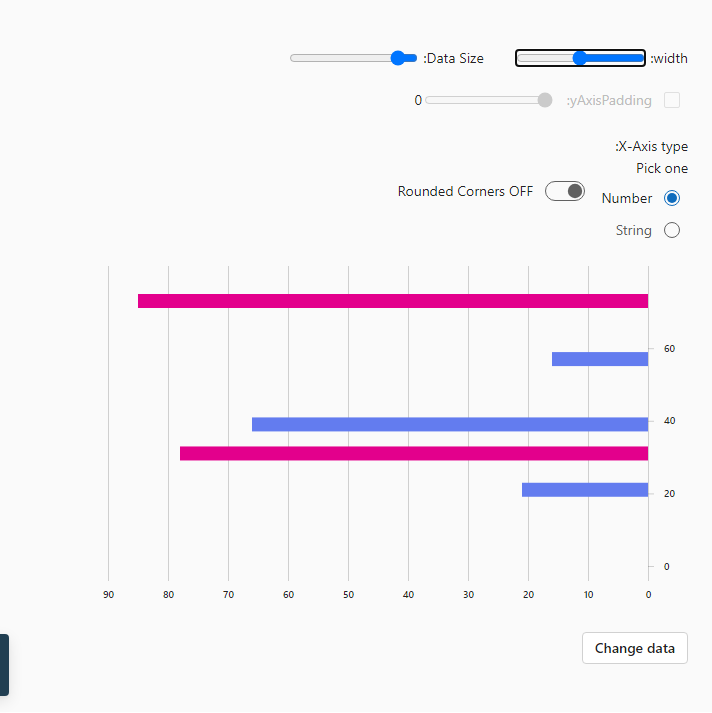 :width
:Data Size
:yAxisPadding
0
:X-Axis type
Pick one
Number
Rounded Corners OFF
String
60
40
20
0
90 80 70 60 50 40 30 20 10 0
Change data